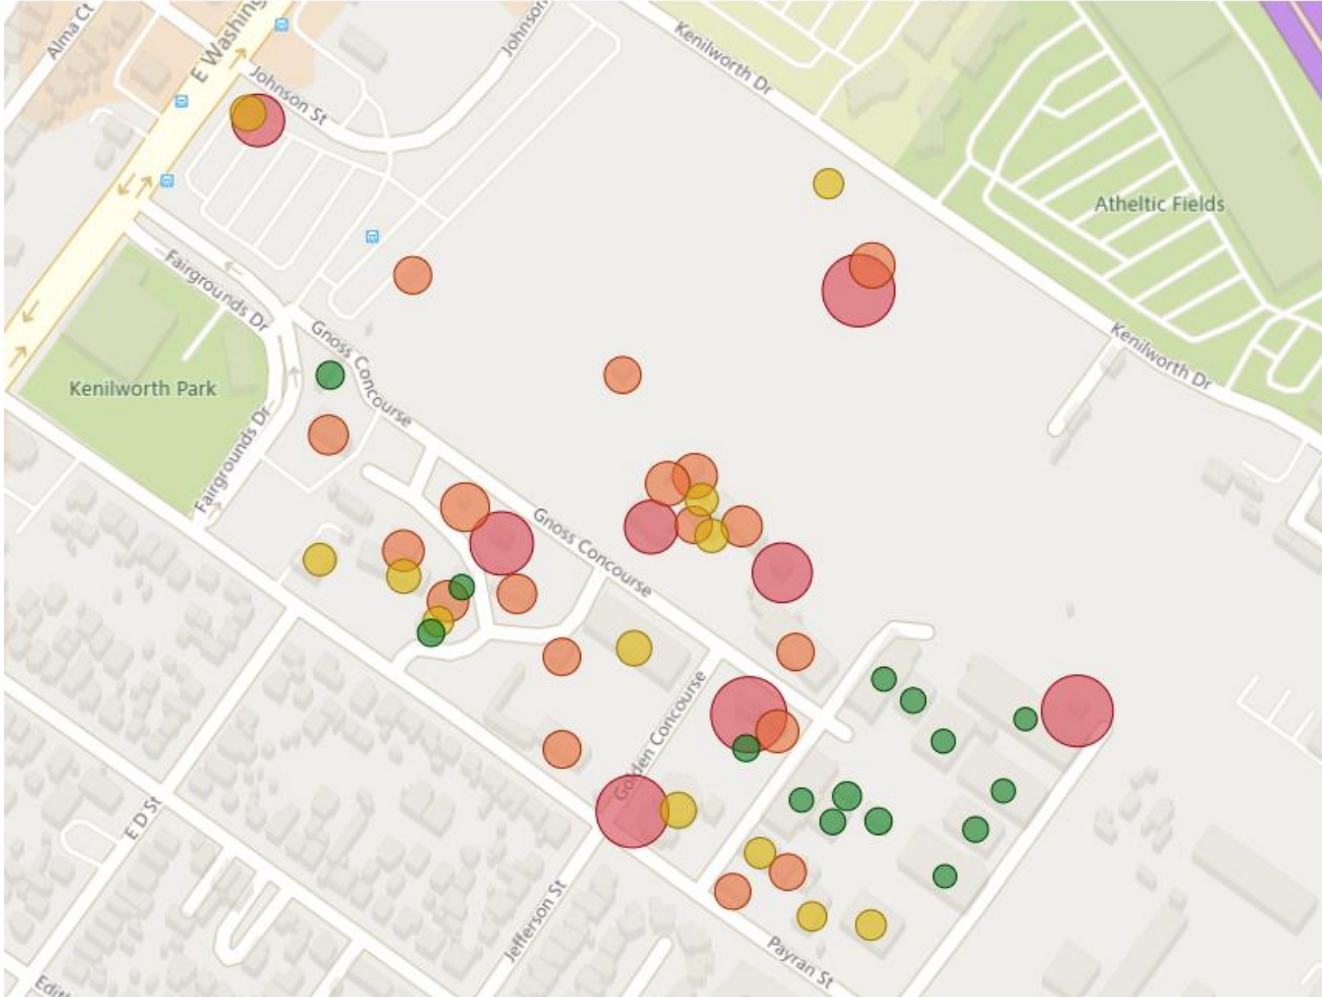 Alma Ct
E Washing
Johnson
Johnson St
Kenilworth Dr
Atheltic Fields
Fairgrounds Dr
Gnoss Concourse
Kenilworth Dr
Kenilworth Park
Fairgrounds Dr
Gnoss Concourse
Golden Concourse
E D St
Jefferson St
Payran St
Edith